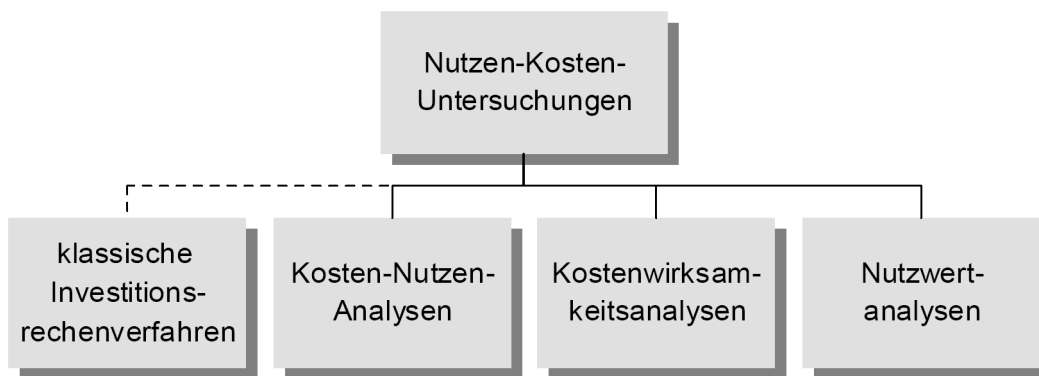 Nutzen-Kosten-
Untersuchungen
klassische
Investitions-
rechenverfahren
Kosten-Nutzen-
Analysen
Kostenwirksam-
keitsanalysen
Nutzwert-
analysen